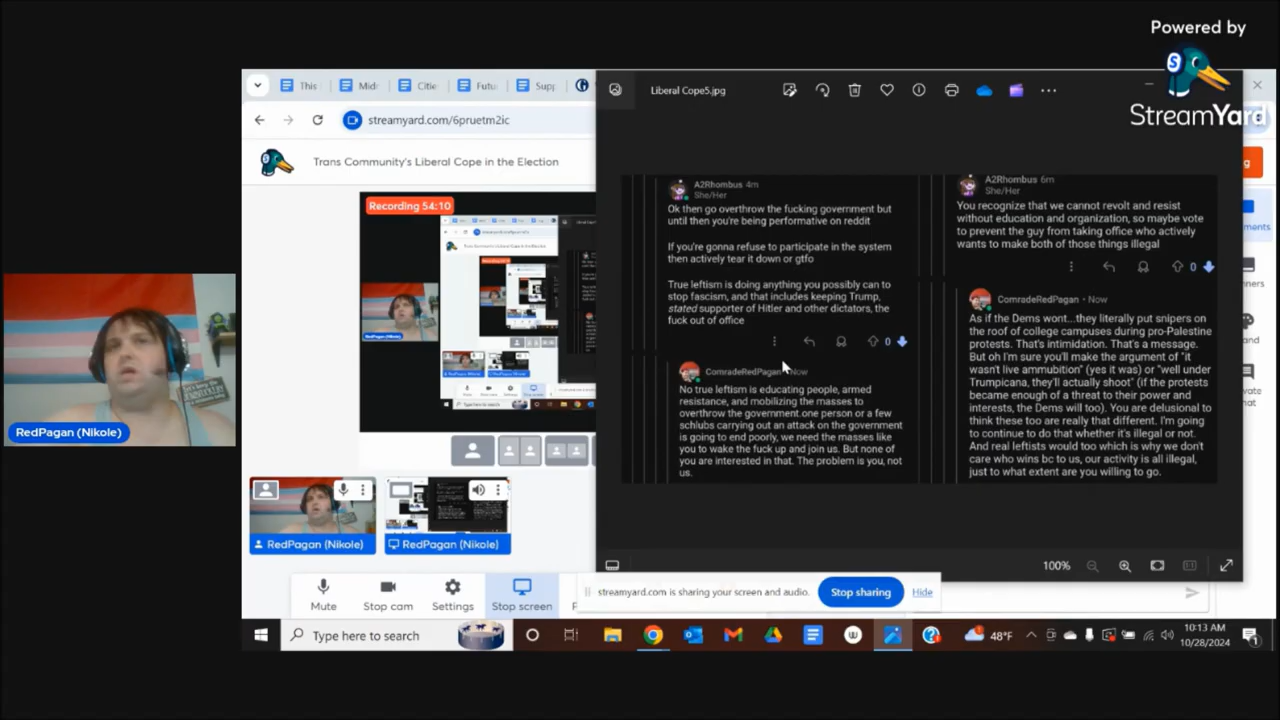 Powered by
StreamYard
This
Mid
Citie
Futu
Supp
Liberal Cope5.jpg
streamyard.com/6pruetm2ic
Trans Community's Liberal Cope in the Election
Recording 54:10
A2Rhombus 4m
She/Her
Ok then go overthrow the fucking government but
until then you're being performative on reddit
If you're gonna refuse to participate in the system
then actively tear it down or gtfo
True leftism is doing anything you possibly can to
stop fascism, and that includes keeping Trump,
stated supporter of Hitler and other dictators, the
fuck out of office
0
ComradeRedPagan Now
No true leftism is educating people, armed
resistance, and mobilizing the masses to
overthrow the government.one person or a few
schlubs carrying out an attack on the government
is going to end poorly, we need the masses like
you to wake the fuck up and join us. But none of
you are interested in that. The problem is you, not
us.
A2Rhombus 6m
She/Her
You recognize that we cannot revolt and resist
without education and organization, so maybe vote
to prevent the guy from taking office who actively
wants to make both of those things illegal
0
ComradeRedPagan • Now
As if the Dems wont...they literally put snipers on
the roof of college campuses during pro-Palestine
protests. That's intimidation. That's a message.
But oh I'm sure you'll make the argument of "it
wasn't live ammubition" (yes it was) or "well under
Trumpicana, they'll actually shoot" (if the protests
became enough of a threat to their power and
interests, the Dems will too). You are delusional to
think these too are really that different. I'm going
to continue to do that whether it's illegal or not.
And real leftists would too which is why we don't
care who wins bc to us, our activity is all illegal,
just to what extent are you willing to go.
RedPagan (Nikole)
RedPagan (Nikole)
RedPagan (Nikole)
100%
Mute
Stop cam
Settings
Stop screen
streamyard.com is sharing your screen and audio.
Stop sharing
Hide
Type here to search
48°F
10:13 AM
10/28/2024